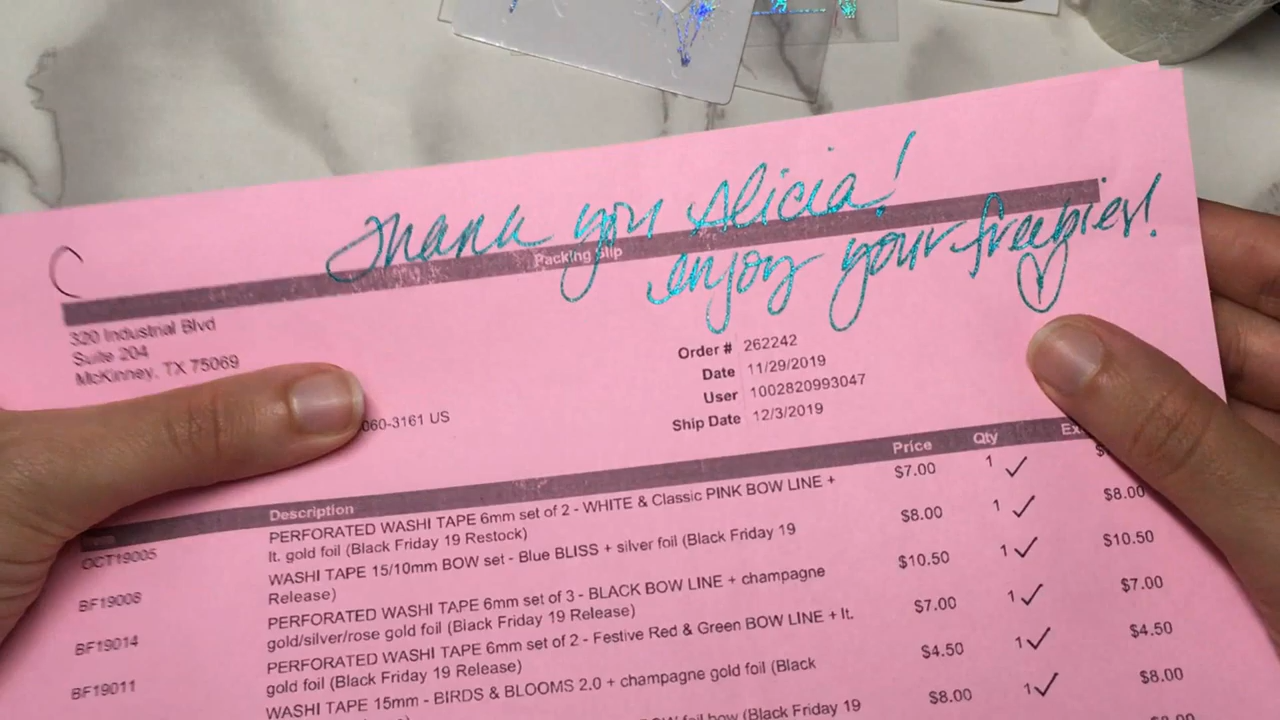 Thank you Alicia!
enjoy your freebies!
Packing Slip
320 Industrial Blvd
Suite 204
McKinney, TX 75069
060-3161 US
Order # 262242
Date 11/29/2019
User 1002820993047
Ship Date 12/3/2019
Description Price Qty
OCT19005 PERFORATED WASHI TAPE 6mm set of 2 - WHITE & Classic PINK BOW LINE + $7.00 1 ✓
lt. gold foil (Black Friday 19 Restock)
BF19008 WASHI TAPE 15/10mm BOW set - Blue BLISS + silver foil (Black Friday 19 $8.00 1 ✓ $8.00
Release)
BF19014 PERFORATED WASHI TAPE 6mm set of 3 - BLACK BOW LINE + champagne $10.50 1 ✓ $10.50
gold/silver/rose gold foil (Black Friday 19 Release)
BF19011 PERFORATED WASHI TAPE 6mm set of 2 - Festive Red & Green BOW LINE + lt. $7.00 1 ✓ $7.00
gold foil (Black Friday 19 Release)
WASHI TAPE 15mm - BIRDS & BLOOMS 2.0 + champagne gold foil (Black $4.50 1 ✓ $4.50
foil bow (Black Friday 19 $8.00 1 ✓ $8.00